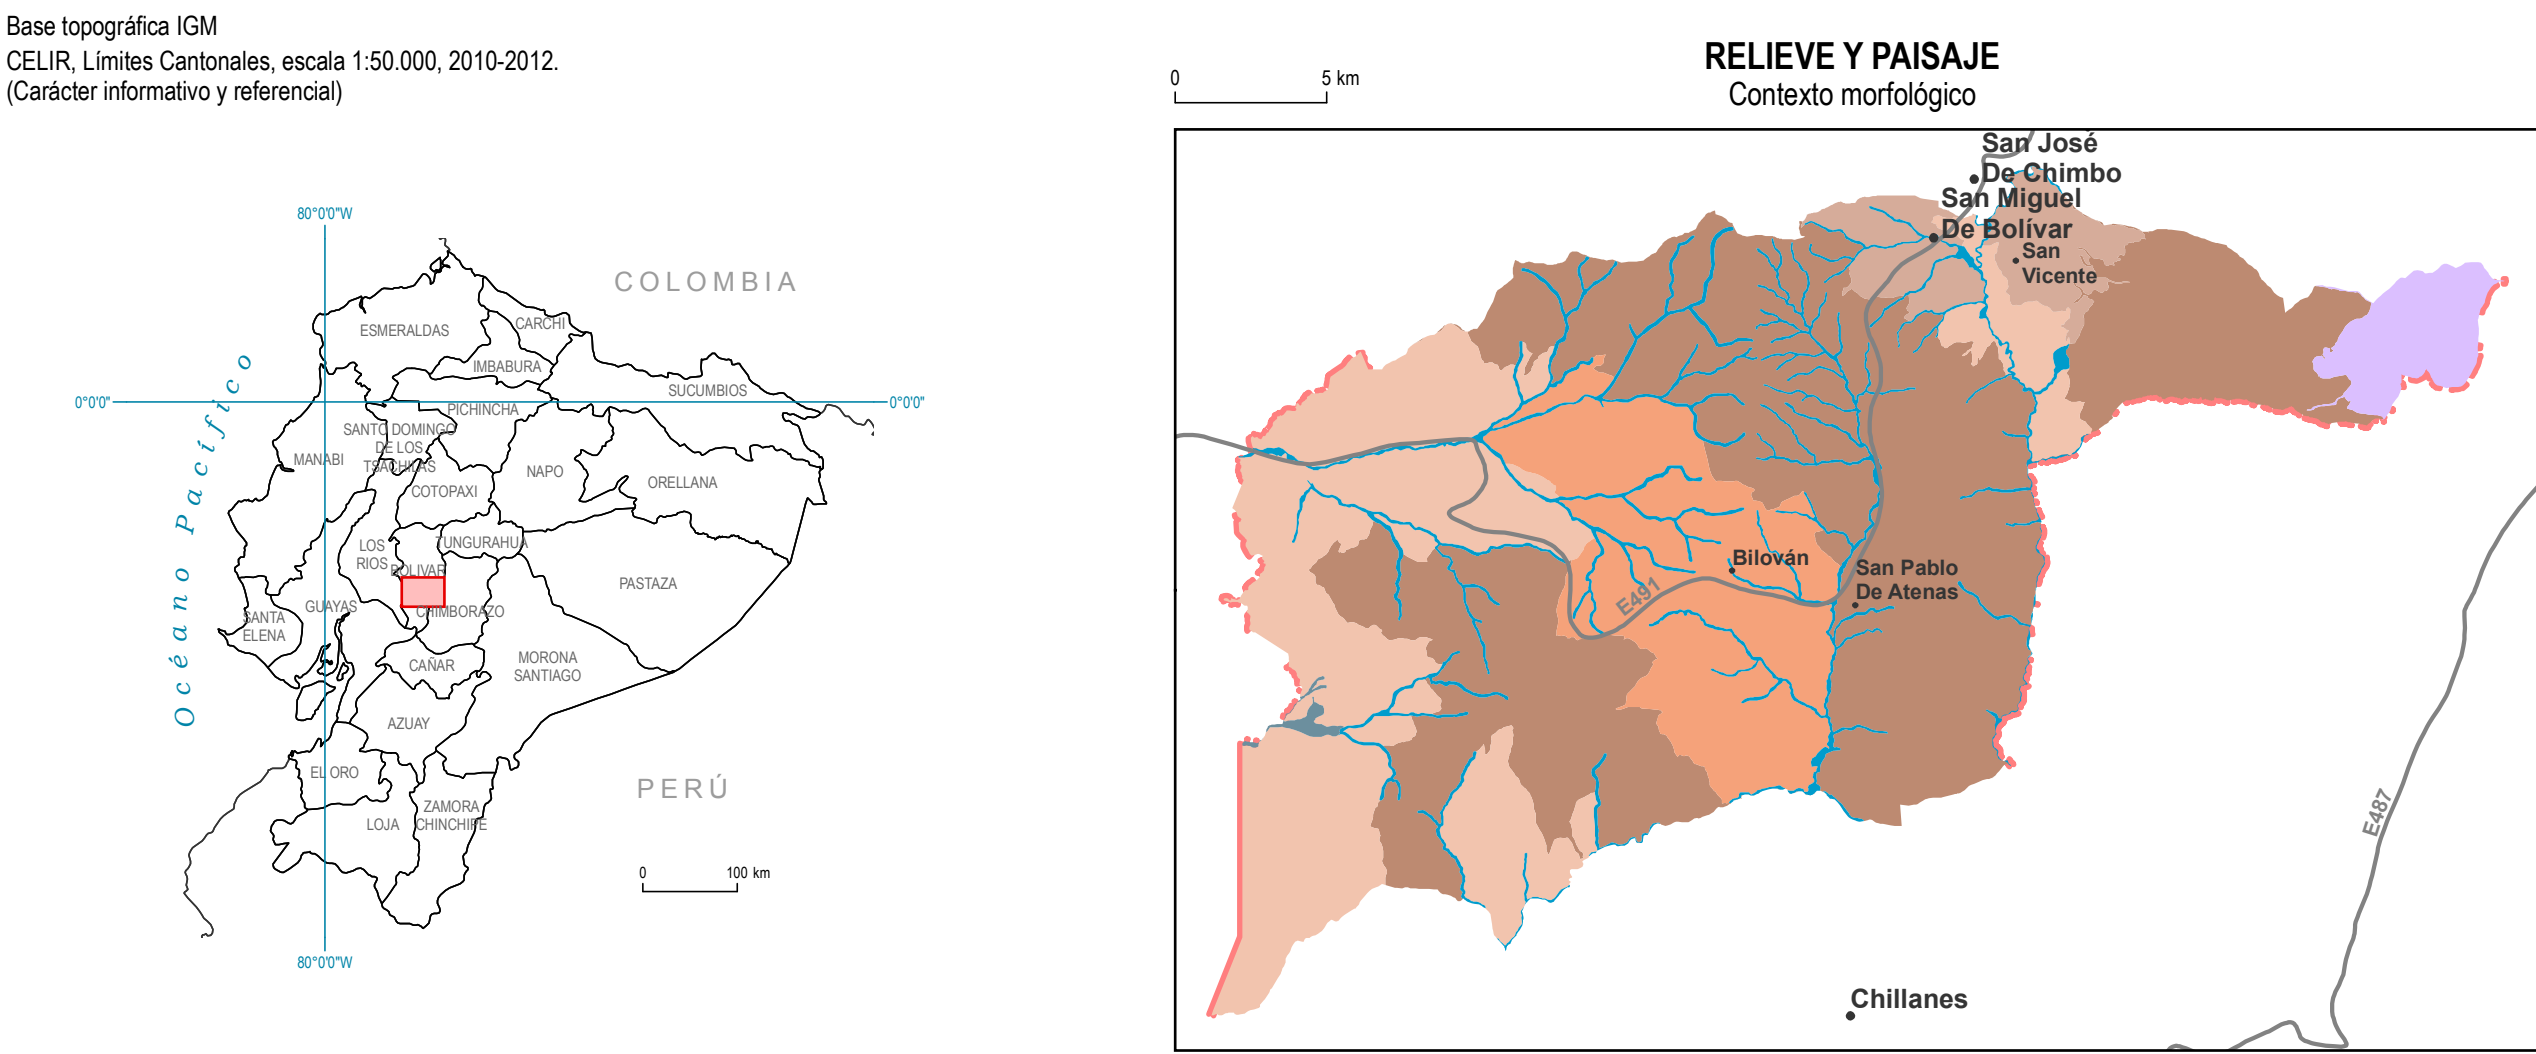 Base topográfica IGM
CELIR, Límites Cantonales, escala 1:50.000, 2010-2012.
(Carácter informativo y referencial)
80°0'0"W
COLOMBIA
ESMERALDAS
CARCHI
IMBABURA
SUCUMBIOS
0°0'0"
0°0'0"
PICHINCHA
SANTO DOMINGO
DE LOS
TSACHILAS
MANABI
NAPO
ORELLANA
COTOPAXI
Océano Pacífico
LOS
RIOS
TUNGURAHUA
BOLIVAR
PASTAZA
GUAYAS
CHIMBORAZO
SANTA
ELENA
CAÑAR
MORONA
SANTIAGO
AZUAY
EL ORO
PERÚ
ZAMORA
CHINCHIPE
LOJA
0 100 km
80°0'0"W
RELIEVE Y PAISAJE
Contexto morfológico
0 5 km
San José
De Chimbo
San Miguel
De Bolívar
San
Vicente
Bilován
San Pablo
De Atenas
E491
E487
Chillanes